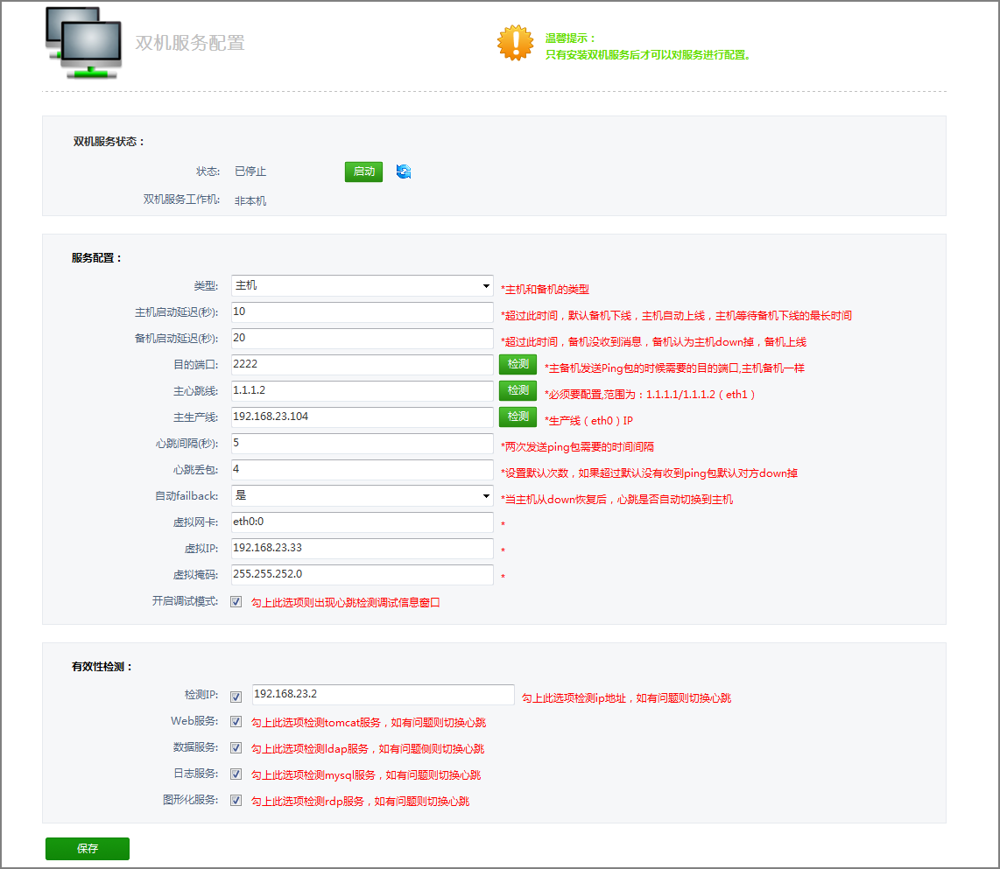 双机服务配置
温馨提示：
只有安装双机服务后才可以对服务进行配置。
双机服务状态：
状态: 已停止 启动
双机服务工作机: 非本机
服务配置：
类型: 主机 *主机和备机的类型
主机启动延迟(秒): 10 *超过此时间，默认备机下线，主机自动上线，主机等待备机下线的最长时间
备机启动延迟(秒): 20 *超过此时间，备机没收到消息，备机认为主机down掉，备机上线
目的端口: 2222 检测 *主备机发送Ping包的时候需要的目的端口,主机备机一样
主心跳线: 1.1.1.2 检测 *必须要配置,范围为：1.1.1.1/1.1.1.2（eth1）
主生产线: 192.168.23.104 检测 *生产线（eth0）IP
心跳间隔(秒): 5 *两次发送ping包需要的时间间隔
心跳丢包: 4 *设置默认次数，如果超过默认没有收到ping包默认对方down掉
自动failback: 是 *当主机从down恢复后，心跳是否自动切换到主机
虚拟网卡: eth0:0 *
虚拟IP: 192.168.23.33 *
虚拟掩码: 255.255.252.0 *
开启调试模式: 勾上此选项则出现心跳检测调试信息窗口
有效性检测：
检测IP: 192.168.23.2 勾上此选项检测ip地址，如有问题则切换心跳
Web服务: 勾上此选项检测tomcat服务，如有问题则切换心跳
数据服务: 勾上此选项检测ldap服务，如有问题侧则切换心跳
日志服务: 勾上此选项检测mysql服务，如有问题则切换心跳
图形化服务: 勾上此选项检测rdp服务，如有问题则切换心跳
保存